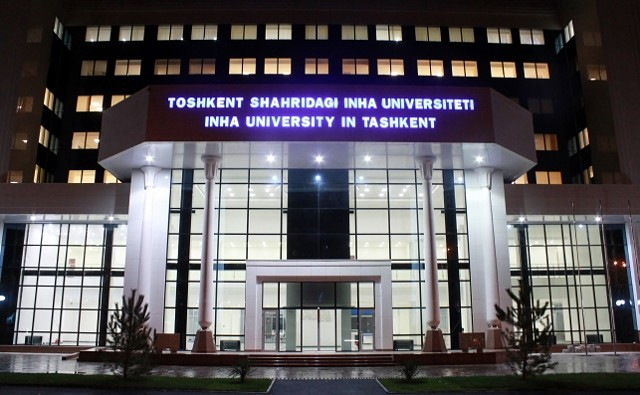 TOSHKENT SHAHRIDAGI INHA UNIVERSITETI
INHA UNIVERSITY IN TASHKENT